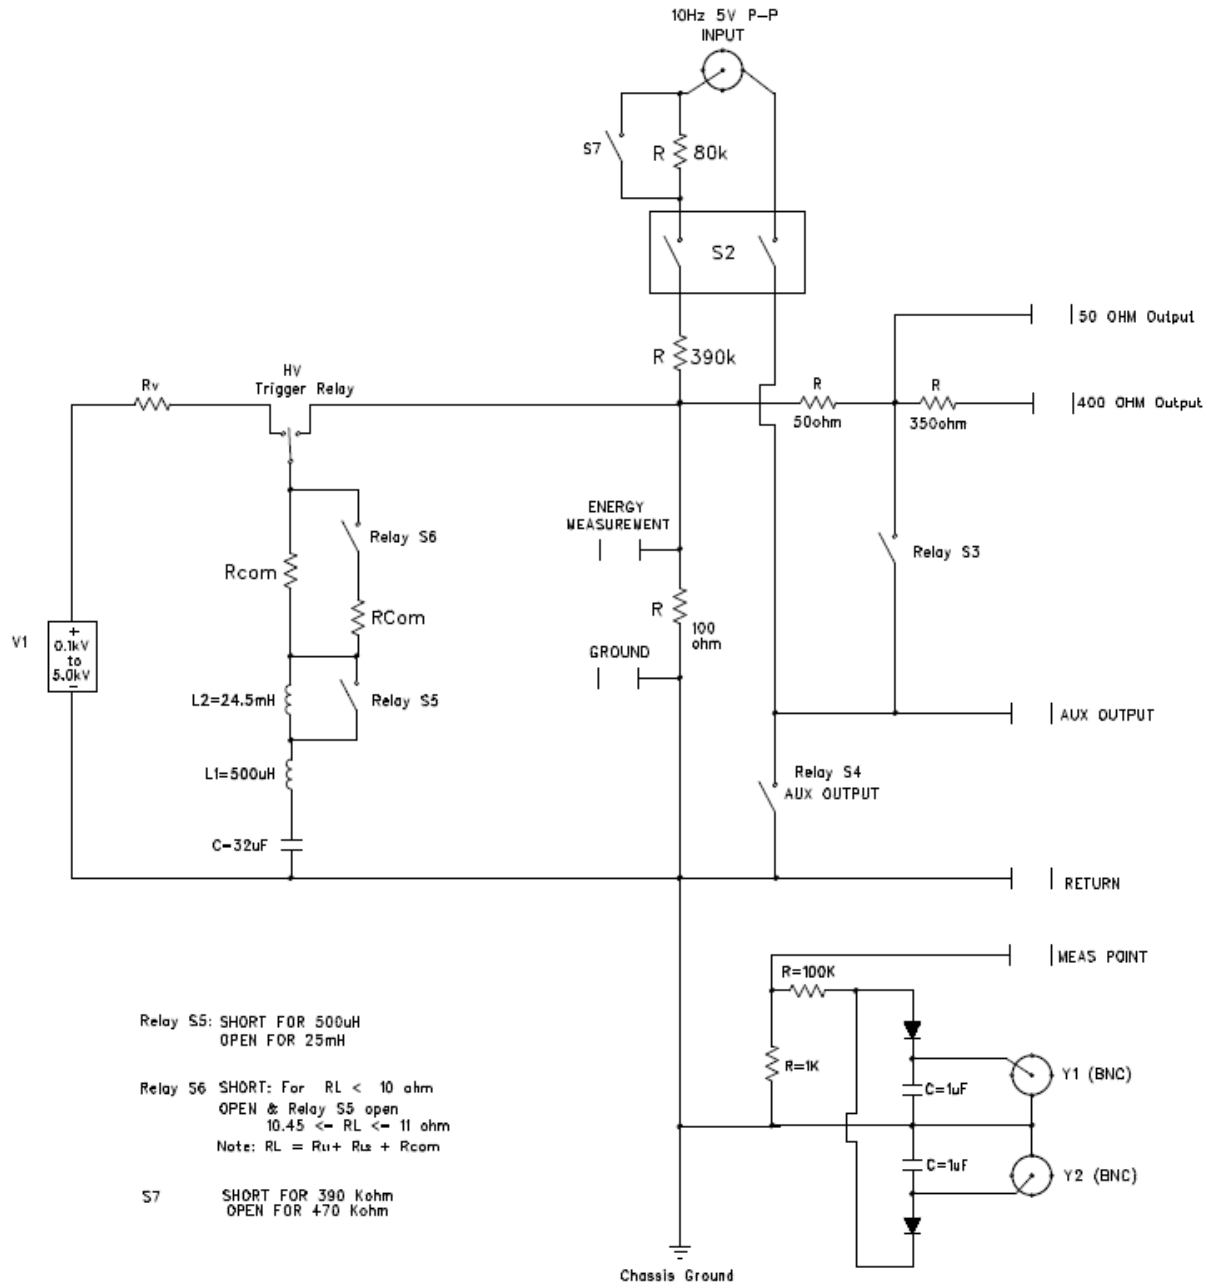 10Hz 5V P-P
INPUT
S7
R 80k
S2
R 390k
50 OHM Output
HV
Trigger Relay
Rv
R
50ohm
R
350ohm
400 OHM Output
ENERGY
MEASUREMENT
Relay S6
Relay S3
Rcom
RCom
R
100
ohm
V1
+
0.1kV
to
5.0kV
-
GROUND
L2=24.5mH
Relay S5
AUX OUTPUT
L1=500uH
Relay S4
AUX OUTPUT
C-32uF
RETURN
MEAS POINT
R=100K
R=1K
C=1uF
Y1 (BNC)
C=1uF
Y2 (BNC)
Relay S5: SHORT FOR 500uH
OPEN FOR 25mH
Relay S6 SHORT: For RL < 10 ohm
OPEN & Relay S5 open
10.45 <- RL <- 11 ohm
Note: RL = + + Rcom
S7 SHORT FOR 390 Kohm
OPEN FOR 470 Kohm
Chassis Ground